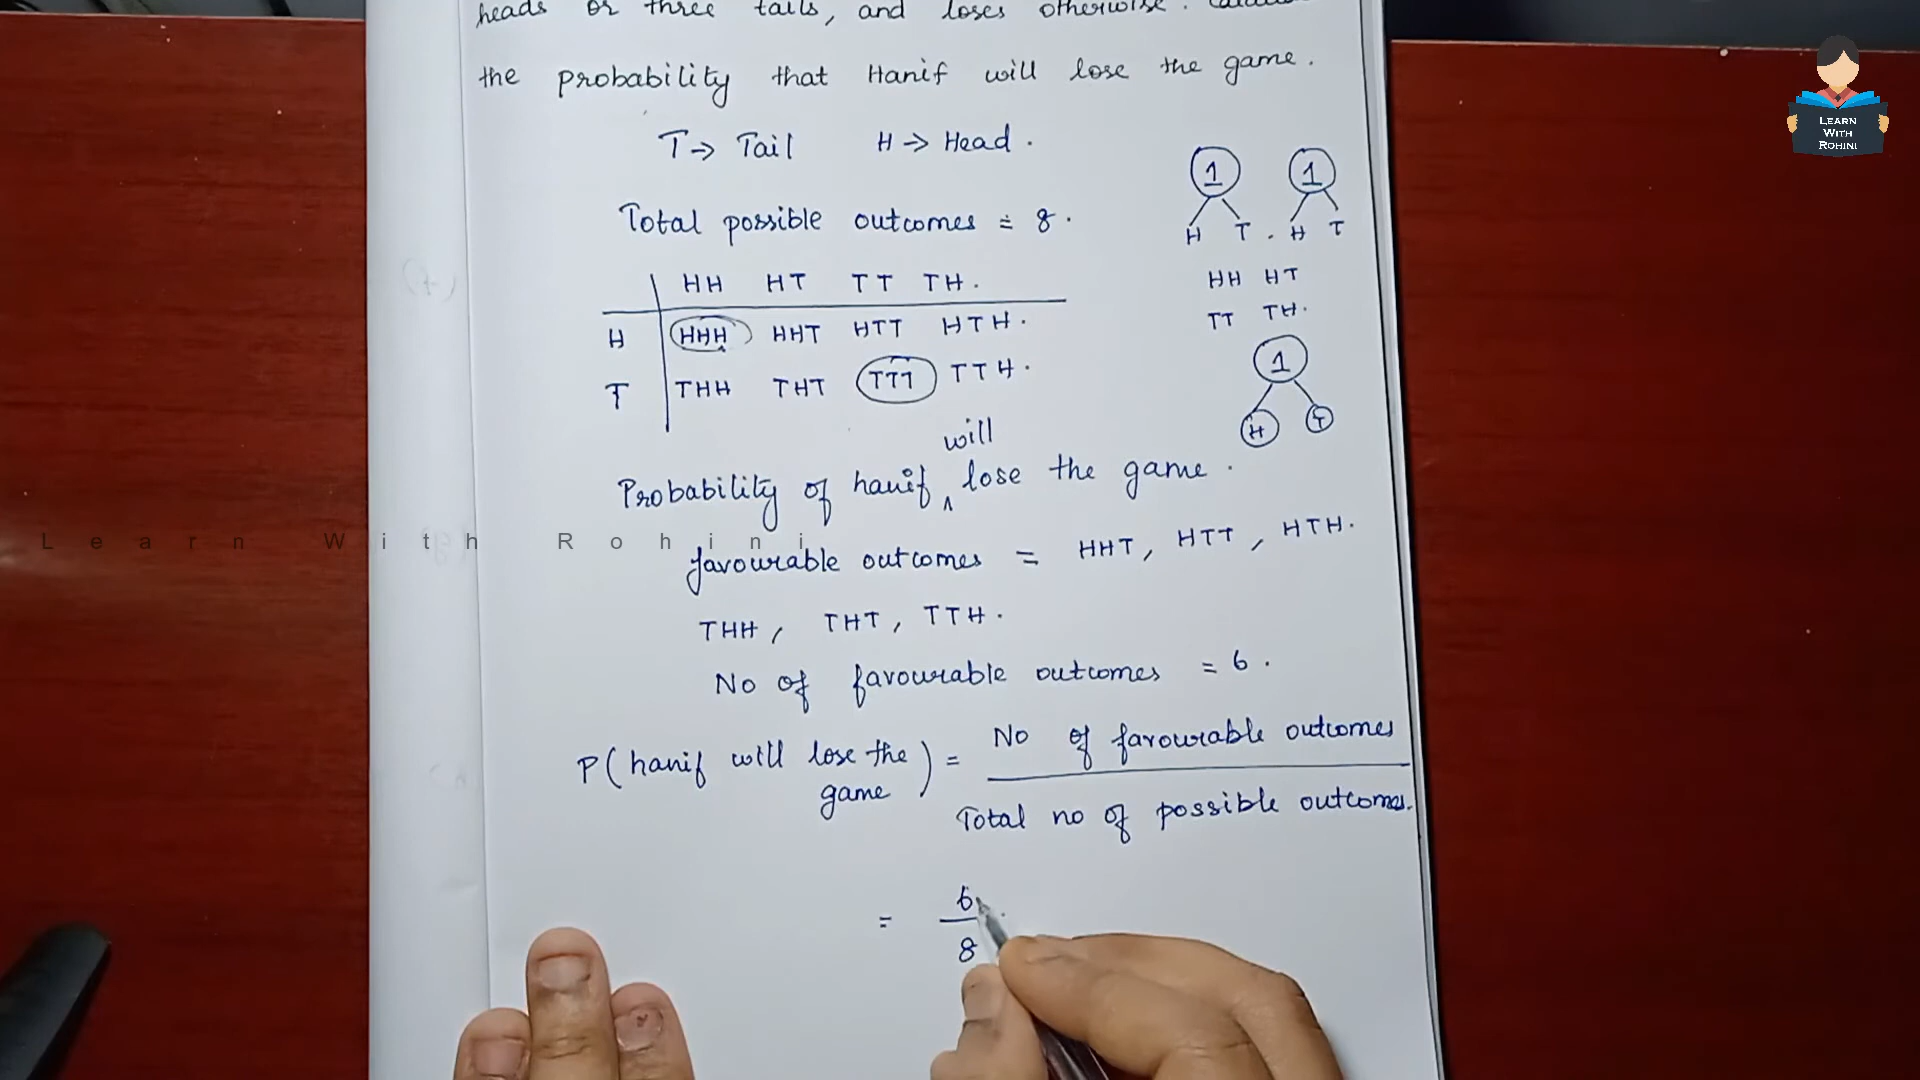 heads or three tails, and loses otherwise.
the probability that Hanif will lose the game.
T → Tail H → Head.
Total possible outcomes = 8.
HH HT TT TH.
H HHH HHT HTT HTH.
T THH THT TTT TTH.
1 1
H T . H T
HH HT
TT TH.
1
H T
will
Probability of hanif ^ lose the game.
favourable outcomes = HHT, HTT, HTH.
THH, THT, TTH.
No of favourable outcomes = 6.
P(hanif will lose the game) = No of favourable outcomes
Total no of possible outcomes.
= 6
8
LEARN
WITH
ROHINI
Learn With Rohini